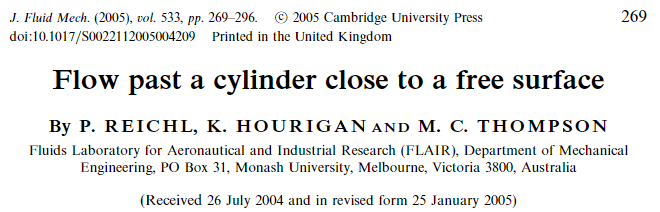 J. Fluid Mech. (2005), vol. 533, pp. 269–296. © 2005 Cambridge University Press 269
doi:10.1017/S0022112005004209 Printed in the United Kingdom
Flow past a cylinder close to a free surface
By P. REICHL, K. HOURIGAN AND M. C. THOMPSON
Fluids Laboratory for Aeronautical and Industrial Research (FLAIR), Department of Mechanical
Engineering, PO Box 31, Monash University, Melbourne, Victoria 3800, Australia
(Received 26 July 2004 and in revised form 25 January 2005)